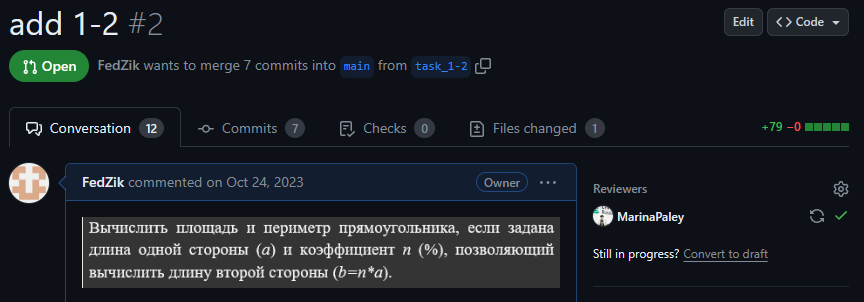 add 1-2 #2
Edit
Code
Open
FedZik wants to merge 7 commits into main from task_1-2
Conversation 12
Commits 7
Checks 0
Files changed 1
+79 −0
FedZik commented on Oct 24, 2023
Owner
Вычислить площадь и периметр прямоугольника, если задана
длина одной стороны (a) и коэффициент n (%), позволяющий
вычислить длину второй стороны (b=n*a).
Reviewers
MarinaPaley
Still in progress? Convert to draft